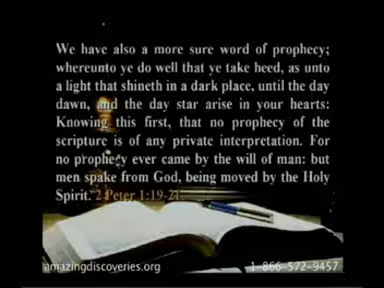 We have also a more sure word of prophecy;
whereunto ye do well that ye take heed, as unto
a light that shineth in a dark place, until the day
dawn, and the day star arise in your hearts:
Knowing this first, that no prophecy of the
scripture is of any private interpretation. For
no prophecy ever came by the will of man: but
men spake from God, being moved by the Holy
Spirit. 2 Peter 1:19-21.
amazingdiscoveries.org 1-866-572-9457